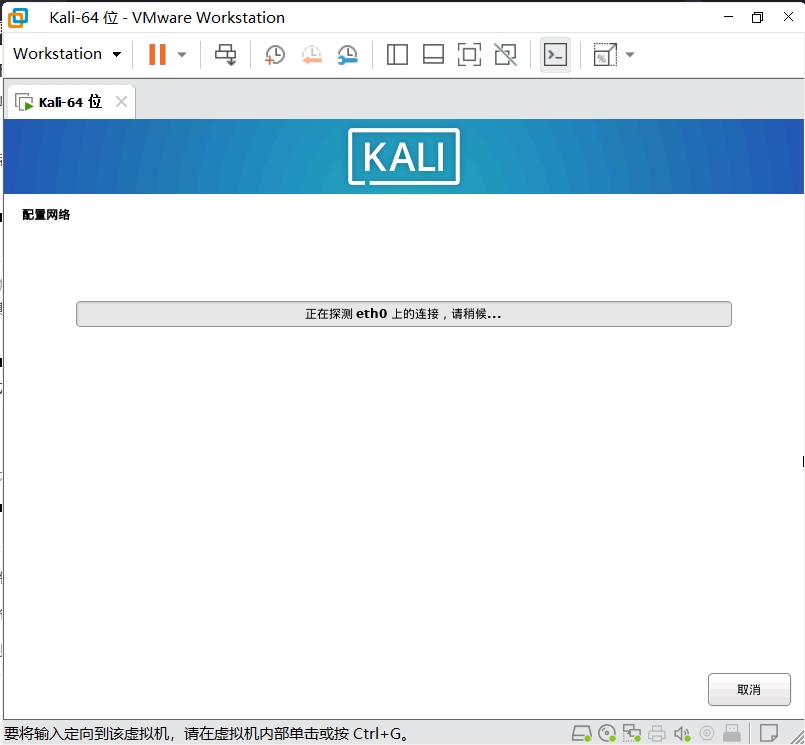 Kali-64 位 - VMware Workstation
Workstation
Kali-64 位
KALI
配置网络
正在探测 eth0 上的连接，请稍候...
取消
要将输入定向到该虚拟机，请在虚拟机内部单击或按 Ctrl+G。